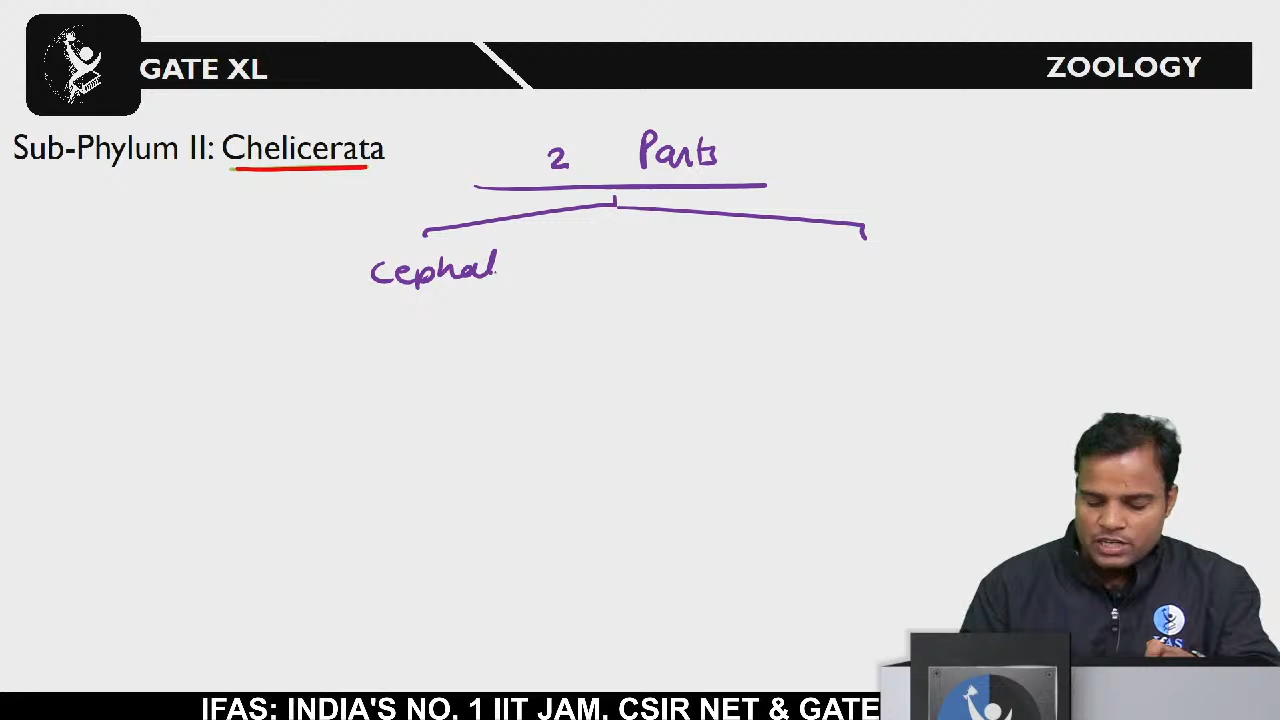 GATE XL
ZOOLOGY
Sub-Phylum II: Chelicerata
2 Parts
Cephal
IFAS: INDIA'S NO. 1 IIT JAM, CSIR NET & GATE